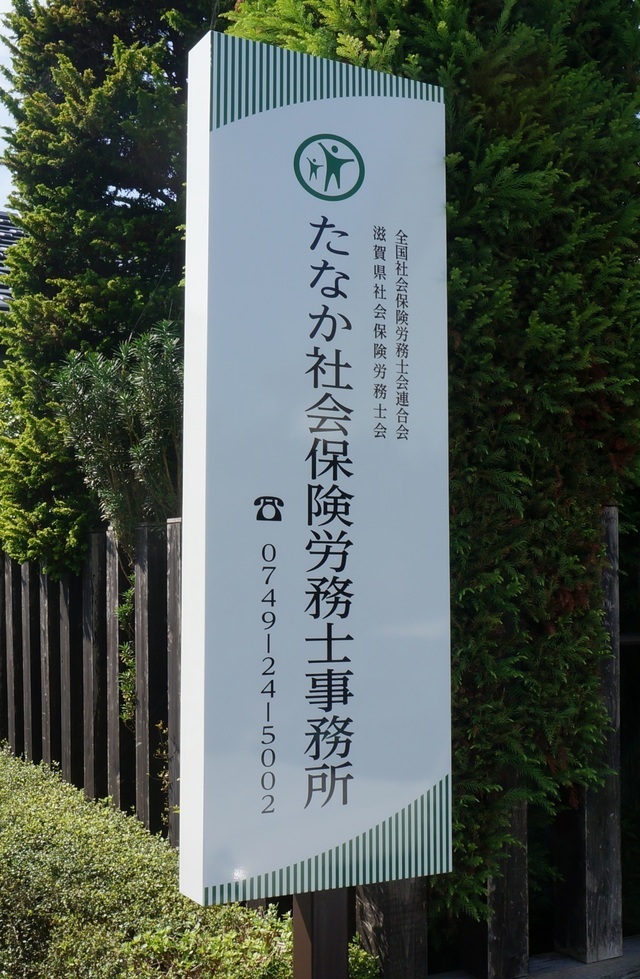 全国社会保険労務士会連合会
滋賀県社会保険労務士会
たなか社会保険労務士事務所
☎ 0749-24-5002